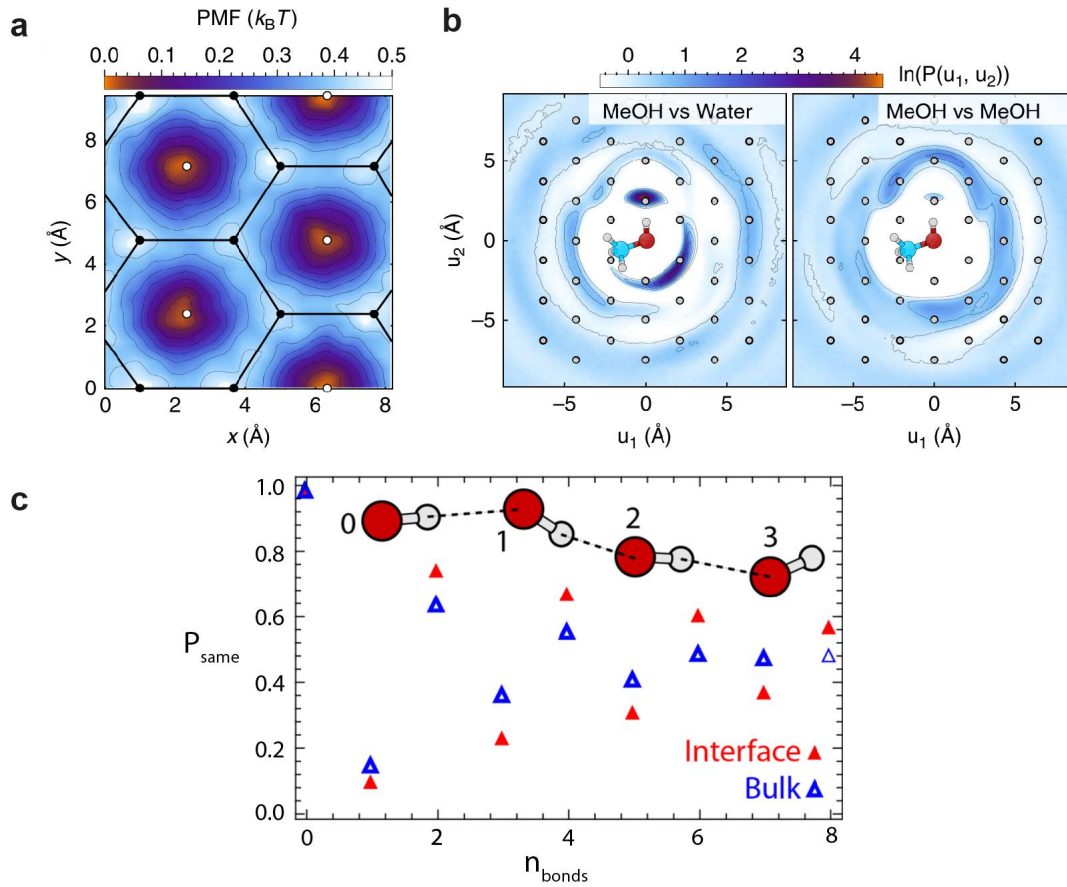 a
PMF (k_BT)
0.0 0.1 0.2 0.3 0.4 0.5
8
6
4
2
0
y (Å)
0 2 4 6 8
x (Å)
b
0 1 2 3 4
ln(P(u₁, u₂))
MeOH vs Water
MeOH vs MeOH
5
0
−5
u₂ (Å)
−5 0 5
−5 0 5
u₁ (Å)
u₁ (Å)
c
1.0
0.8
0.6
0.4
0.2
0.0
P_same
0
1
2
3
Interface
Bulk
0 2 4 6 8
n_bonds